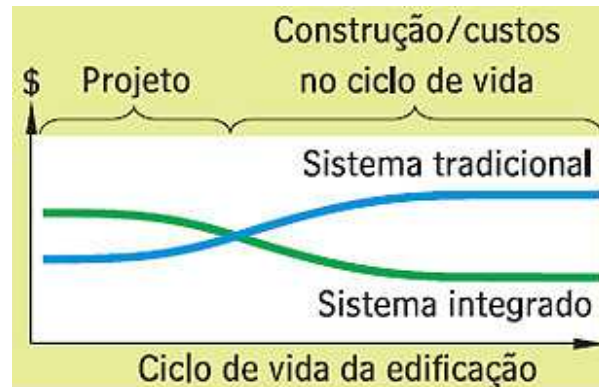 Construção/custos
$ Projeto no ciclo de vida
Sistema tradicional
Sistema integrado
Ciclo de vida da edificação